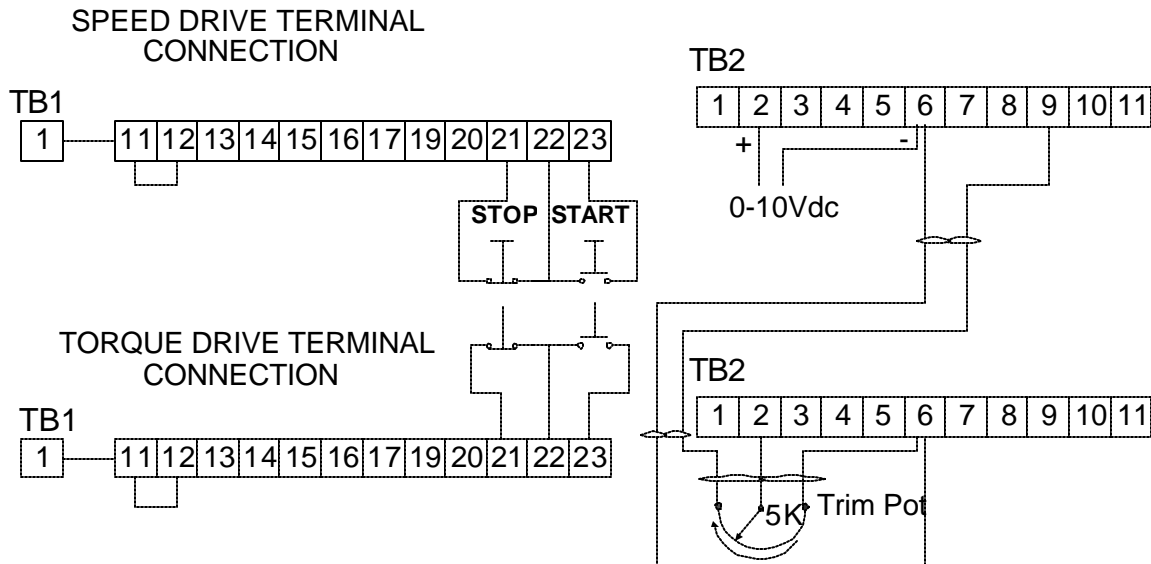 SPEED DRIVE TERMINAL
CONNECTION
TB1
1 11 12 13 14 15 16 17 19 20 21 22 23
STOP START
TB2
1 2 3 4 5 6 7 8 9 10 11
+ -
0-10Vdc
TORQUE DRIVE TERMINAL
CONNECTION
TB1
1 11 12 13 14 15 16 17 19 20 21 22 23
TB2
1 2 3 4 5 6 7 8 9 10 11
5K Trim Pot